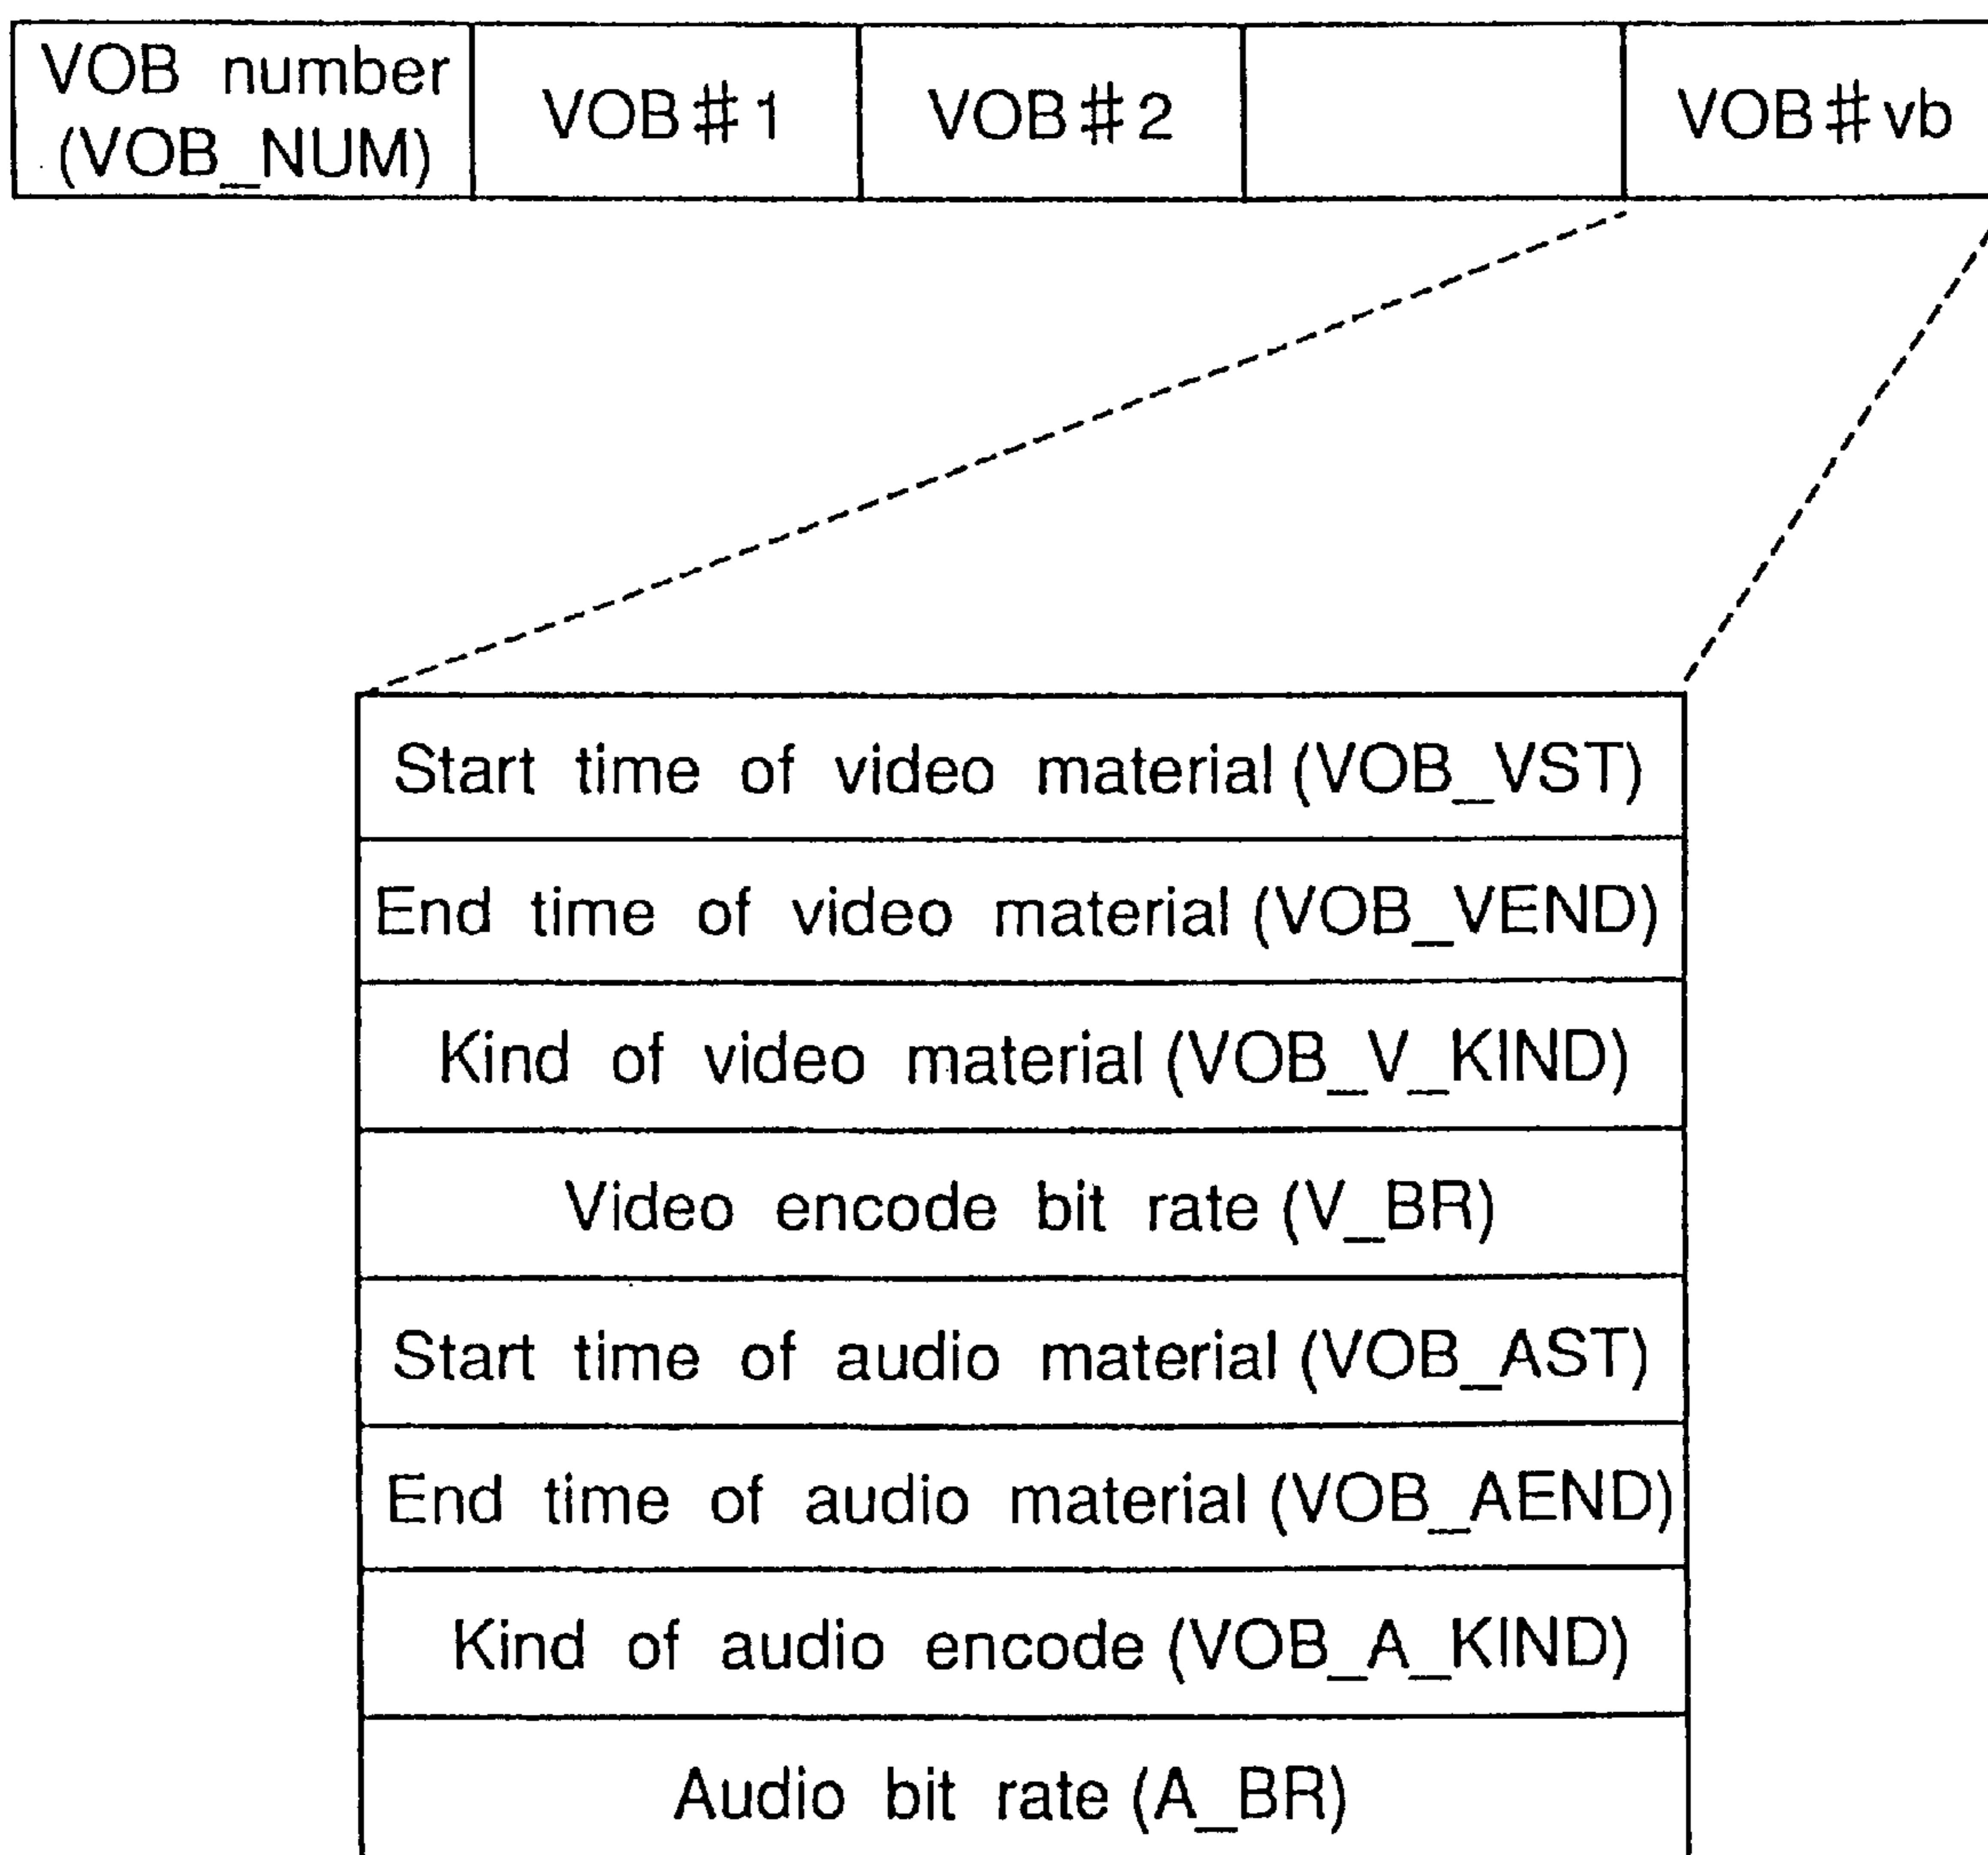 VOB number
(VOB_NUM)
VOB#1
VOB#2
VOB#vb
Start time of video material (VOB_VST)
End time of video material (VOB_VEND)
Kind of video material (VOB_V_KIND)
Video encode bit rate (V_BR)
Start time of audio material (VOB_AST)
End time of audio material (VOB_AEND)
Kind of audio encode (VOB_A_KIND)
Audio bit rate (A_BR)